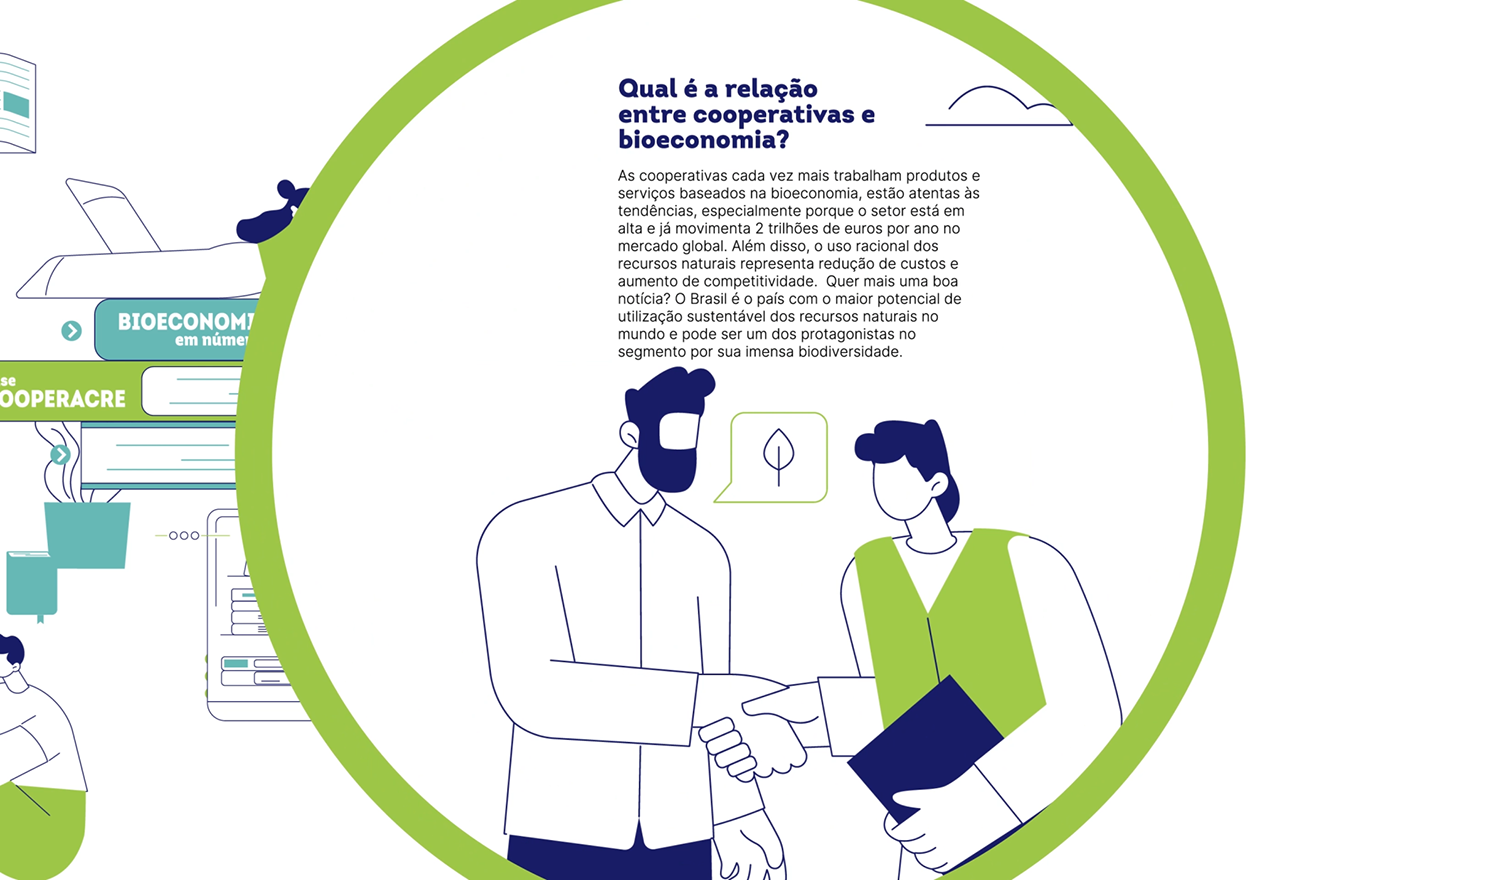 Qual é a relação
entre cooperativas e
bioeconomia?
As cooperativas cada vez mais trabalham produtos e
serviços baseados na bioeconomia, estão atentas às
tendências, especialmente porque o setor está em
alta e já movimenta 2 trilhões de euros por ano no
mercado global. Além disso, o uso racional dos
recursos naturais representa redução de custos e
aumento de competitividade.  Quer mais uma boa
notícia? O Brasil é o país com o maior potencial de
utilização sustentável dos recursos naturais no
mundo e pode ser um dos protagonistas no
segmento por sua imensa biodiversidade.
BIOECONOMI
em núme
se
OOPERACRE